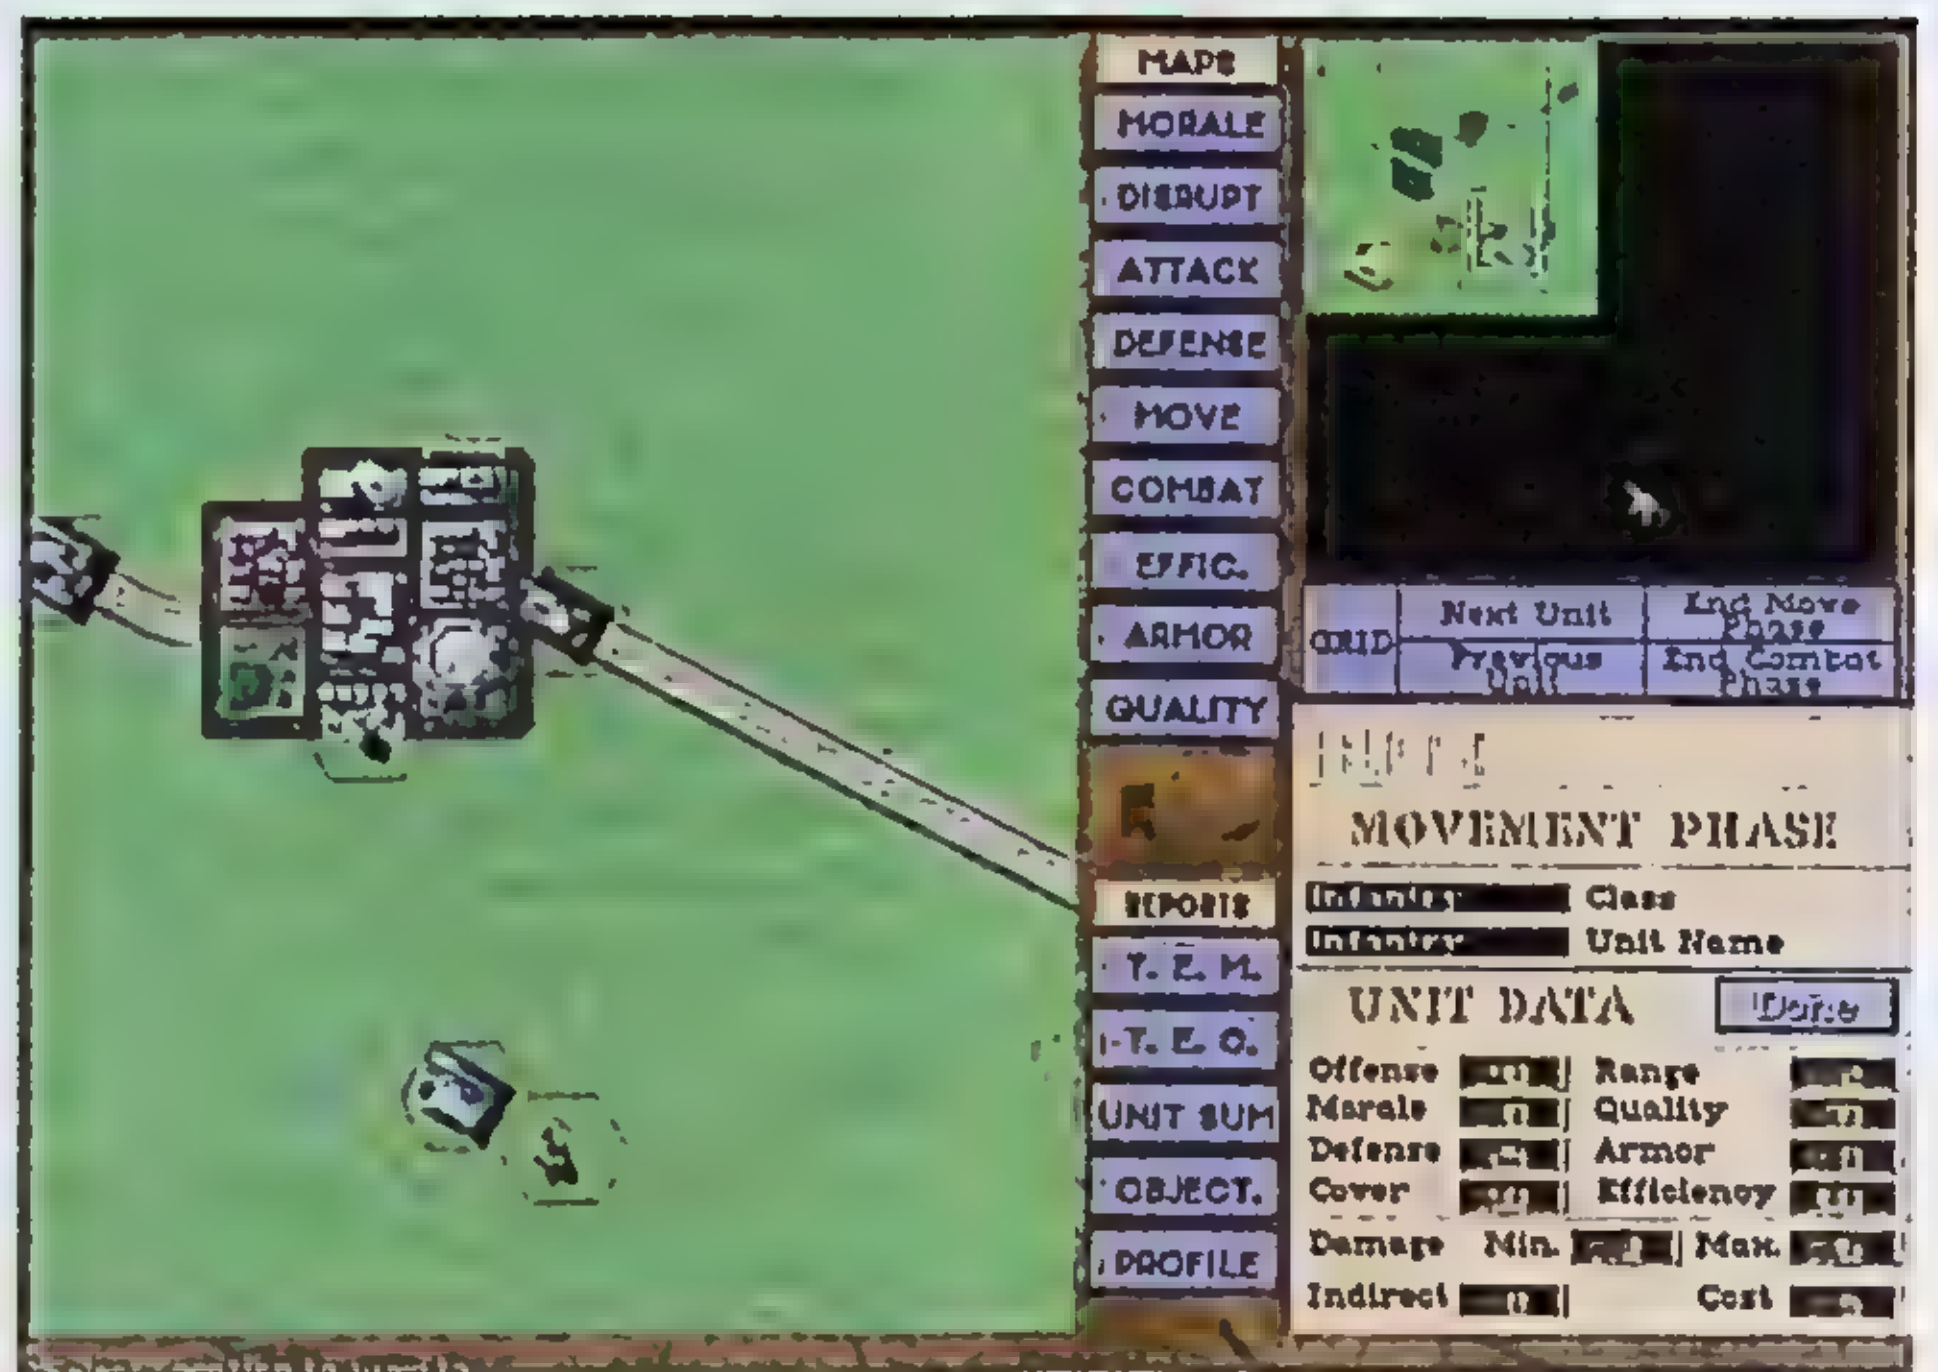 MAPS
MORALE
DISRUPT
ATTACK
DEFENSE
MOVE
COMBAT
EFFIC.
ARMOR
QUALITY
REPORTS
T. E. M.
T. E. O.
UNIT SUM
OBJECT.
PROFILE
GRID
Next Unit
End Move Phase
Previous Unit
End Combat Phase
MOVEMENT PHASE
Infantry Class
Infantry Unit Name
UNIT DATA Done
Offense Range
Morale Quality
Defense Armor
Cover Efficiency
Damage Min. Max.
Indirect Cost